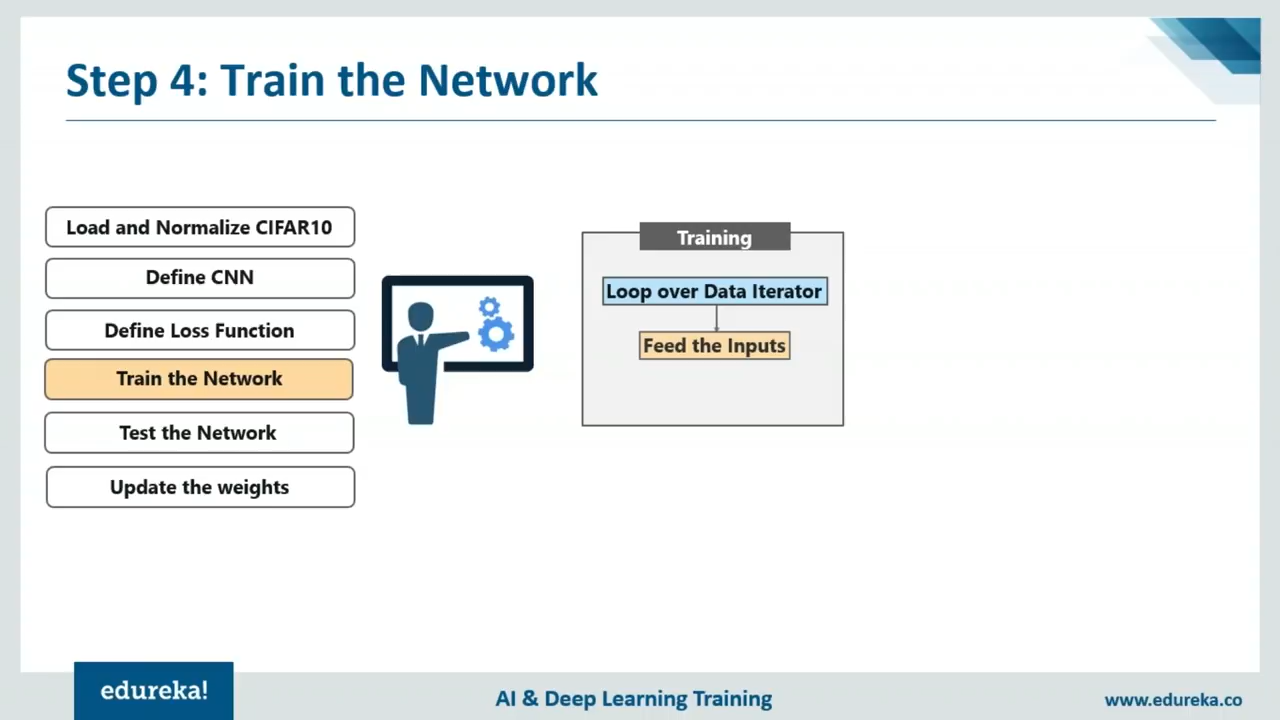 Step 4: Train the Network
Load and Normalize CIFAR10
Define CNN
Define Loss Function
Train the Network
Test the Network
Update the weights
Training
Loop over Data Iterator
Feed the Inputs
edureka!
AI & Deep Learning Training
www.edureka.co